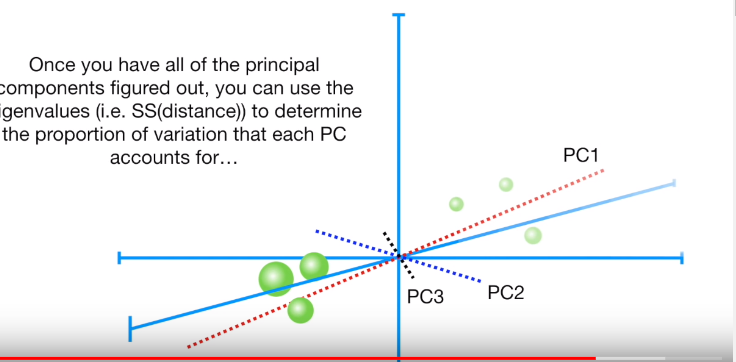 Once you have all of the principal
components figured out, you can use the
igenvalues (i.e. SS(distance)) to determine
the proportion of variation that each PC
accounts for…
PC1
PC3
PC2